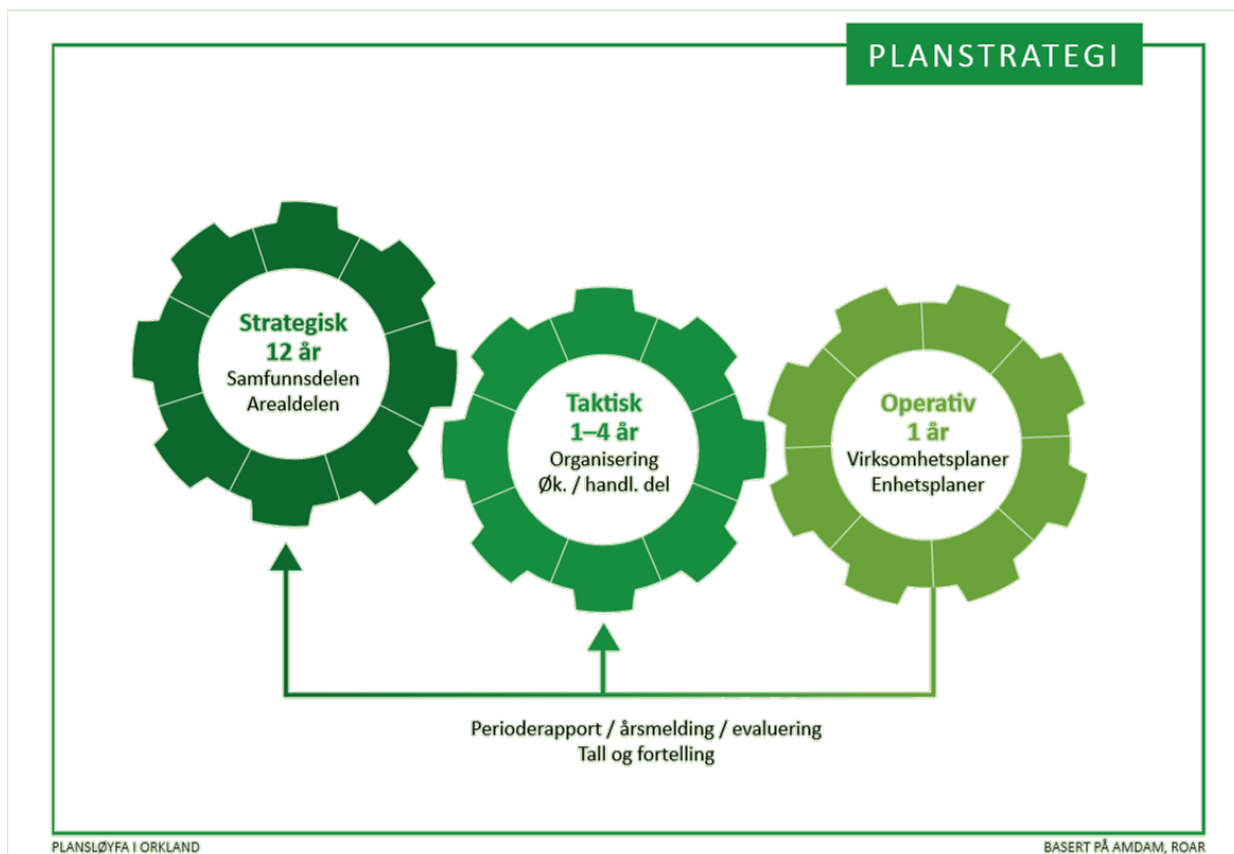 PLANSTRATEGI
Strategisk
12 år
Samfunnsdelen
Arealdelen
Taktisk
1–4 år
Organisering
Øk. / handl. del
Operativ
1 år
Virksomhetsplaner
Enhetsplaner
Perioderapport / årsmelding / evaluering
Tall og fortelling
PLANSLØYFA I ORKLAND
BASERT PÅ AMDAM, ROAR